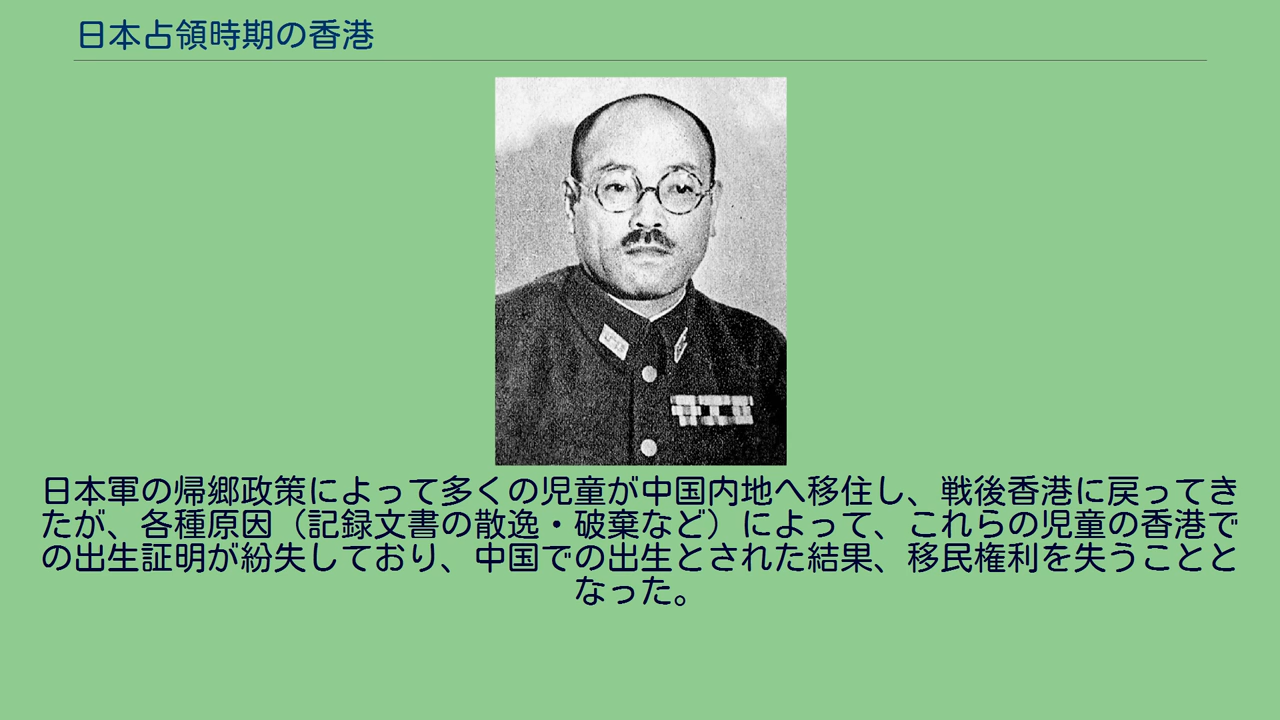 日本占領時期の香港
日本軍の帰郷政策によって多くの児童が中国内地へ移住し、戦後香港に戻ってき
たが、各種原因（記録文書の散逸・破棄など）によって、これらの児童の香港で
の出生証明が紛失しており、中国での出生とされた結果、移民権利を失うことと
なった。